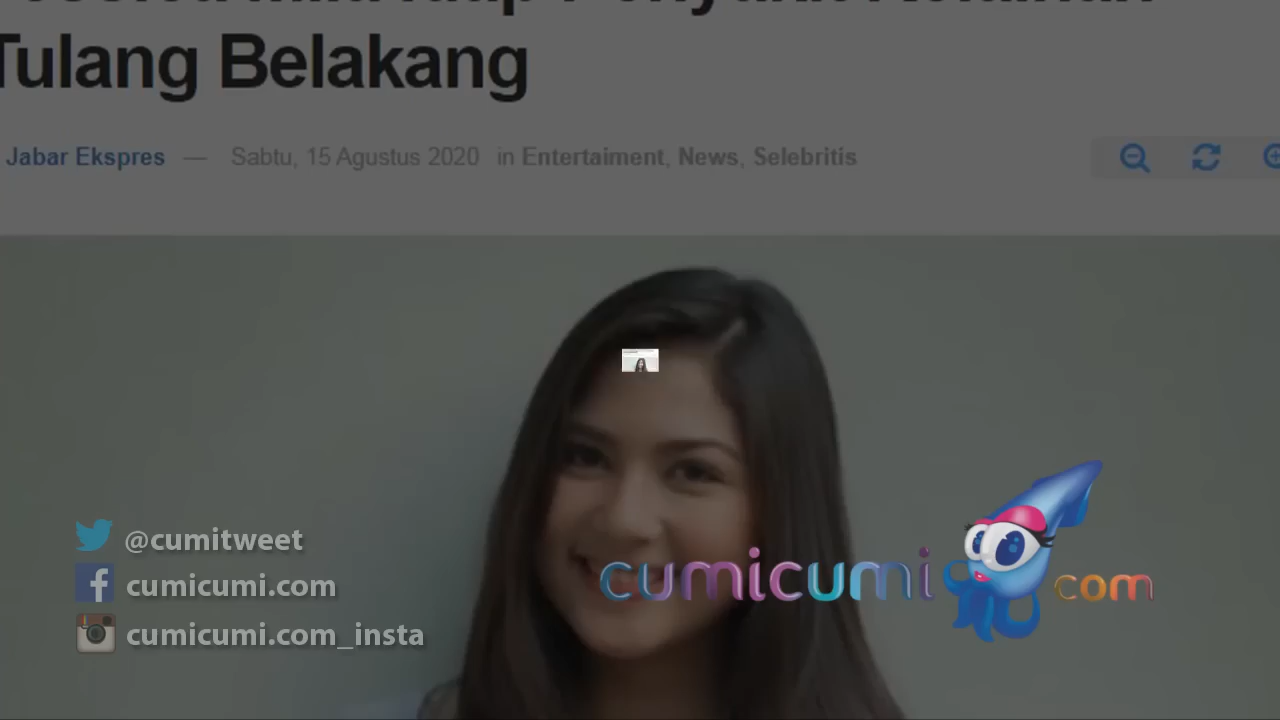 Tulang Belakang
Jabar Ekspres — Sabtu, 15 Agustus 2020 in Entertaiment, News, Selebritis
@cumitweet
cumicumi.com
cumicumi.com_insta
cumicumi.com